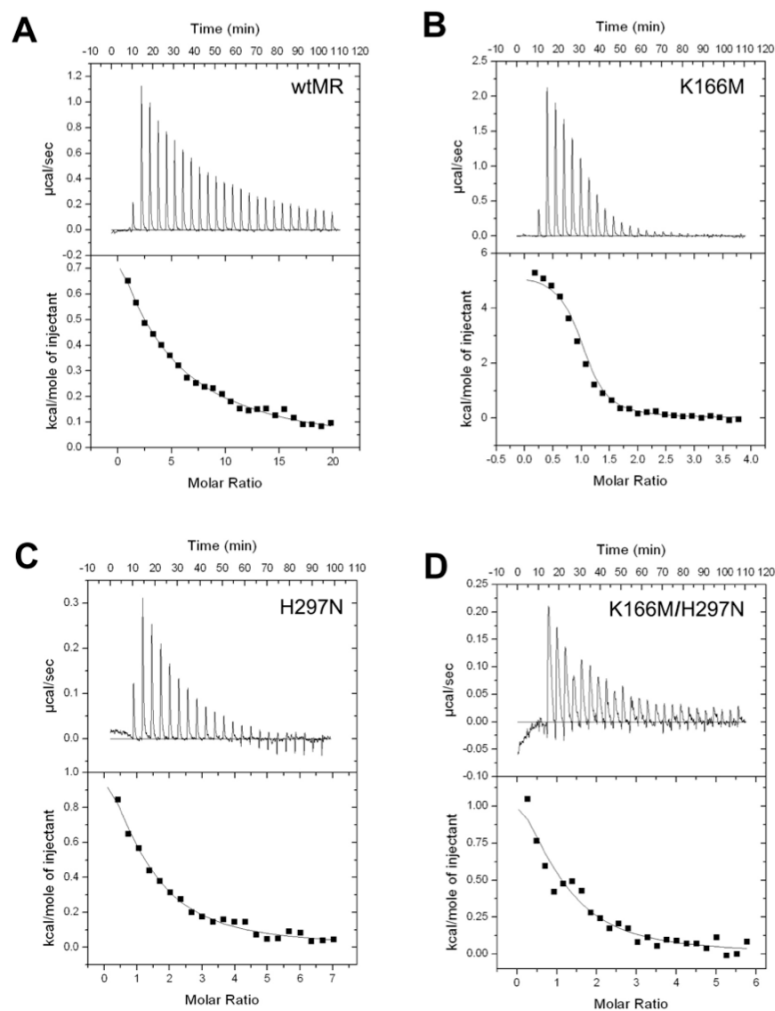 A
Time (min)
-10 0 10 20 30 40 50 60 70 80 90 100 110 120
wtMR
1.2
1.0
0.8
0.6
0.4
0.2
0.0
-0.2
µcal/sec
0.7
0.6
0.5
0.4
0.3
0.2
0.1
0.0
kcal/mole of injectant
0 5 10 15 20
Molar Ratio
B
Time (min)
-10 0 10 20 30 40 50 60 70 80 90 100 110 120
K166M
2.5
2.0
1.5
1.0
0.5
0.0
µcal/sec
6
4
2
0
kcal/mole of injectant
-0.5 0.0 0.5 1.0 1.5 2.0 2.5 3.0 3.5 4.0
Molar Ratio
C
Time (min)
-10 0 10 20 30 40 50 60 70 80 90 100 110
H297N
0.3
0.2
0.1
0.0
µcal/sec
1.0
0.8
0.6
0.4
0.2
0.0
kcal/mole of injectant
0 1 2 3 4 5 6 7
Molar Ratio
D
Time (min)
-10 0 10 20 30 40 50 60 70 80 90 100 110 120
K166M/H297N
0.25
0.20
0.15
0.10
0.05
0.00
-0.05
-0.10
µcal/sec
1.00
0.75
0.50
0.25
0.00
kcal/mole of injectant
0 1 2 3 4 5 6
Molar Ratio